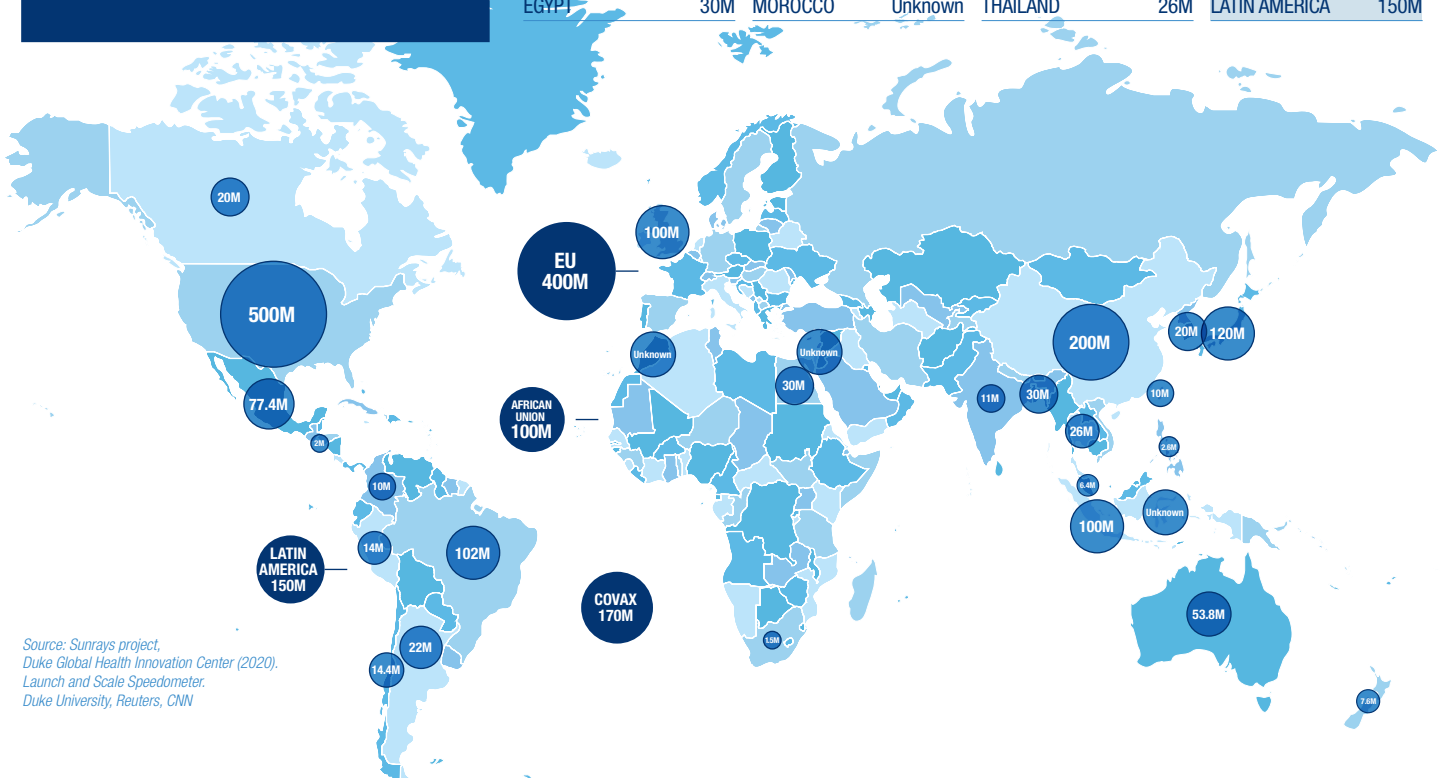 EGYPT 30M MOROCCO Unknown THAILAND 26M LATIN AMERICA 150M
20M
100M
EU
400M
500M
200M
20M
120M
Unknown
Unknown
30M
77.4M
11M
30M
10M
AFRICAN
UNION
100M
26M
2M
2.6M
10M
6.4M
Unknown
100M
14M
102M
LATIN
AMERICA
150M
COVAX
170M
53.8M
1.5M
22M
14.4M
7.6M
Source: Sunrays project,
Duke Global Health Innovation Center (2020).
Launch and Scale Speedometer.
Duke University, Reuters, CNN